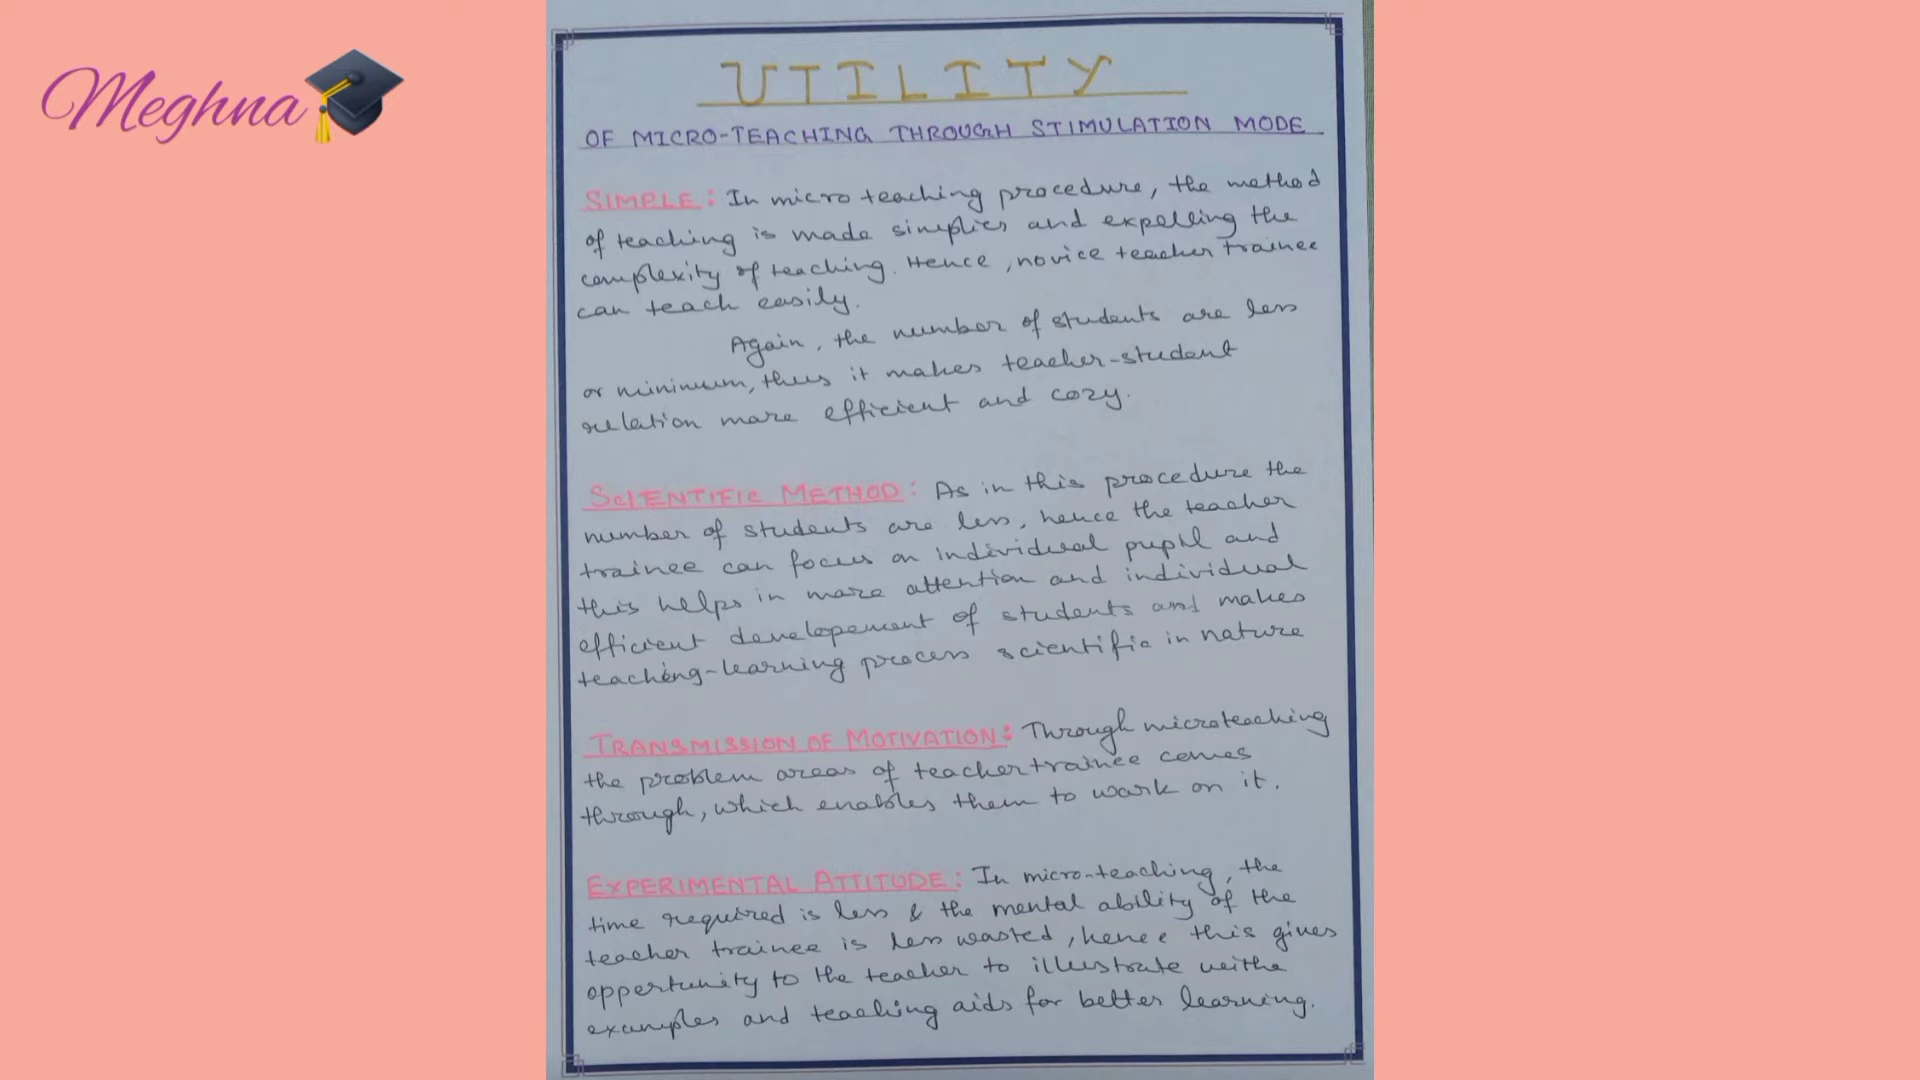 Meghna
UTILITY
OF MICRO-TEACHING THROUGH STIMULATION MODE
SIMPLE: In micro teaching procedure, the method
of teaching is made simplies and expelling the
complexity of teaching. Hence, novice teacher trainee
can teach easily.
Again, the number of students are less
or minimum, thus it makes teacher-student
relation more efficient and cozy.
SCIENTIFIC METHOD: As in this procedure the
number of students are less, hence the teacher
trainee can focus on individual pupil and
this helps in more attention and individual
efficient developement of students and makes
teaching-learning process scientific in nature
TRANSMISSION OF MOTIVATION: Through microteaching
the problem areas of teacher trainee comes
through, which enables them to work on it.
EXPERIMENTAL ATTITUDE: In micro-teaching, the
time required is less & the mental ability of the
teacher trainee is less wasted, hence this gives
oppertunity to the teacher to illustrate
examples and teaching aids for better learning.